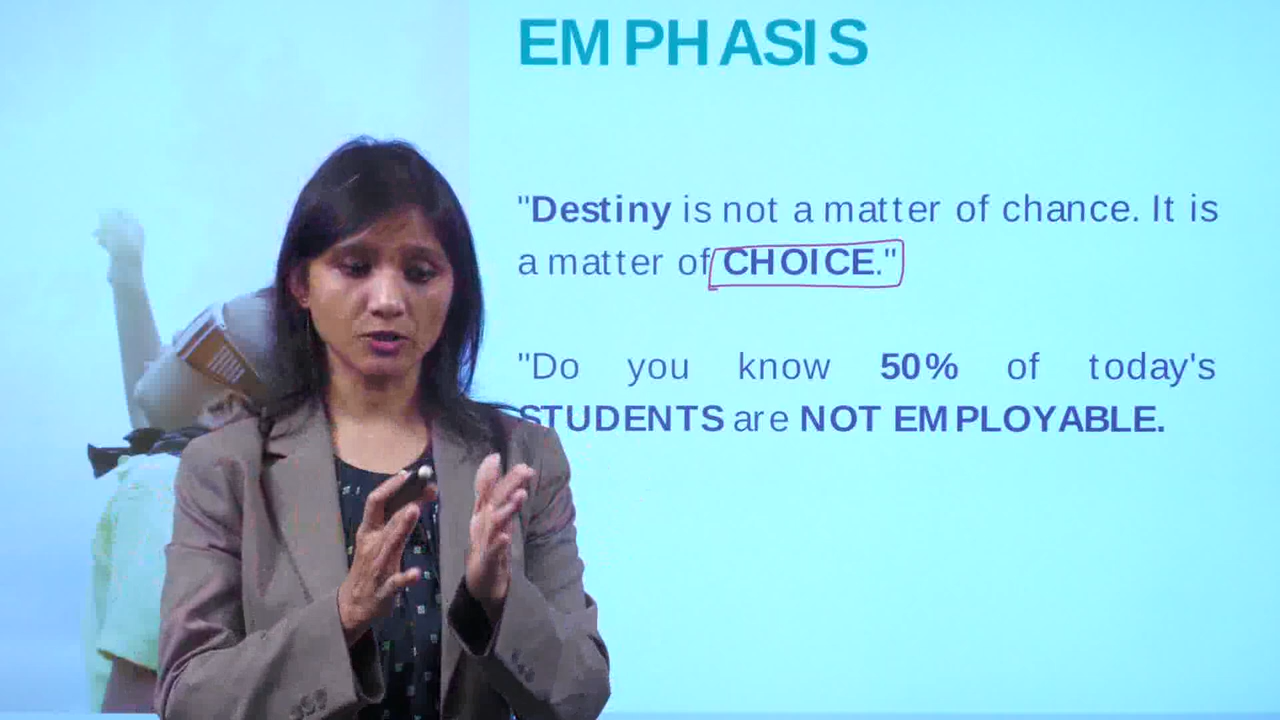 EMPHASIS
"Destiny is not a matter of chance. It is
a matter of CHOICE."
"Do you know 50% of today's
STUDENTS are NOT EMPLOYABLE.